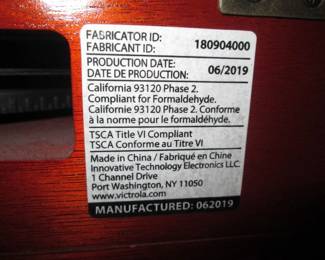 FABRICATOR ID:
FABRICANT ID: 180904000
PRODUCTION DATE:
DATE DE PRODUCTION: 06/2019
California 93120 Phase 2.
Compliant for Formaldehyde.
California 93120 Phase 2. Conforme
à la norme pour le formaldéhyde.
TSCA Title VI Compliant
TSCA Conforme au Titre VI
Made in China / Fabriqué en Chine
Innovative Technology Electronics LLC.
1 Channel Drive
Port Washington, NY 11050
www.victrola.com
MANUFACTURED: 062019